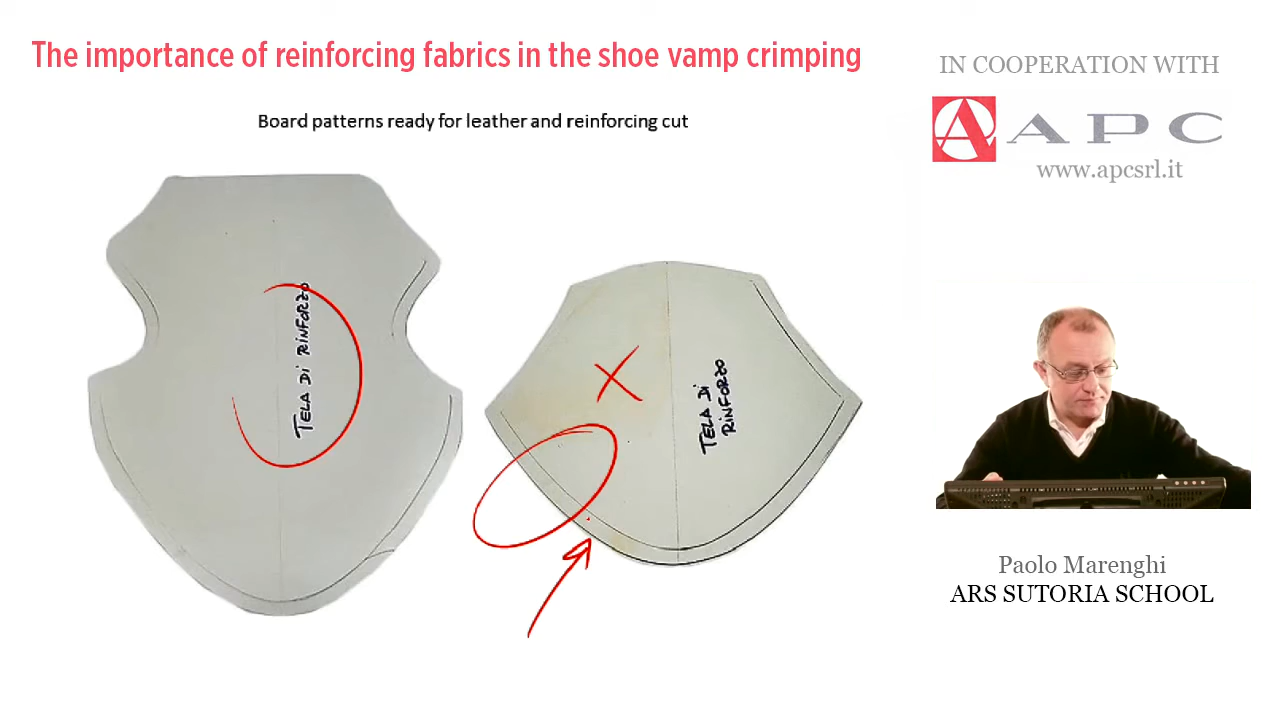 The importance of reinforcing fabrics in the shoe vamp crimping
Board patterns ready for leather and reinforcing cut
TELA DI RINFORZO
TELA DI
RINFORZO
IN COOPERATION WITH
A APC
www.apcsrl.it
Paolo Marenghi
ARS SUTORIA SCHOOL